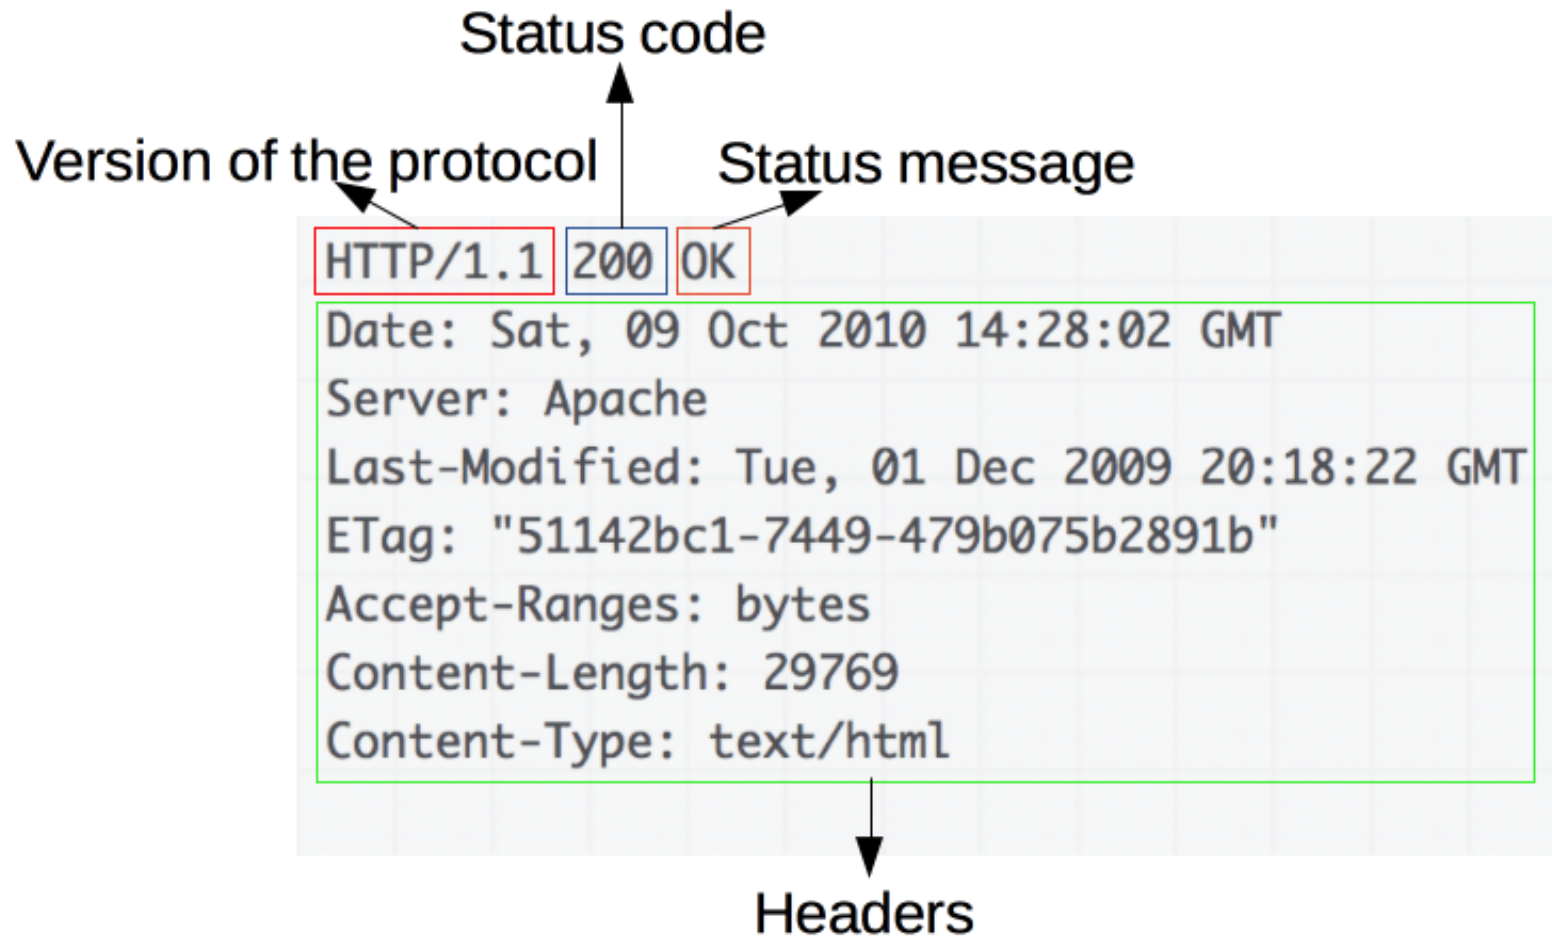 Status code
Version of the protocol
Status message
HTTP/1.1 200 OK
Date: Sat, 09 Oct 2010 14:28:02 GMT
Server: Apache
Last-Modified: Tue, 01 Dec 2009 20:18:22 GMT
ETag: "51142bc1-7449-479b075b2891b"
Accept-Ranges: bytes
Content-Length: 29769
Content-Type: text/html
Headers